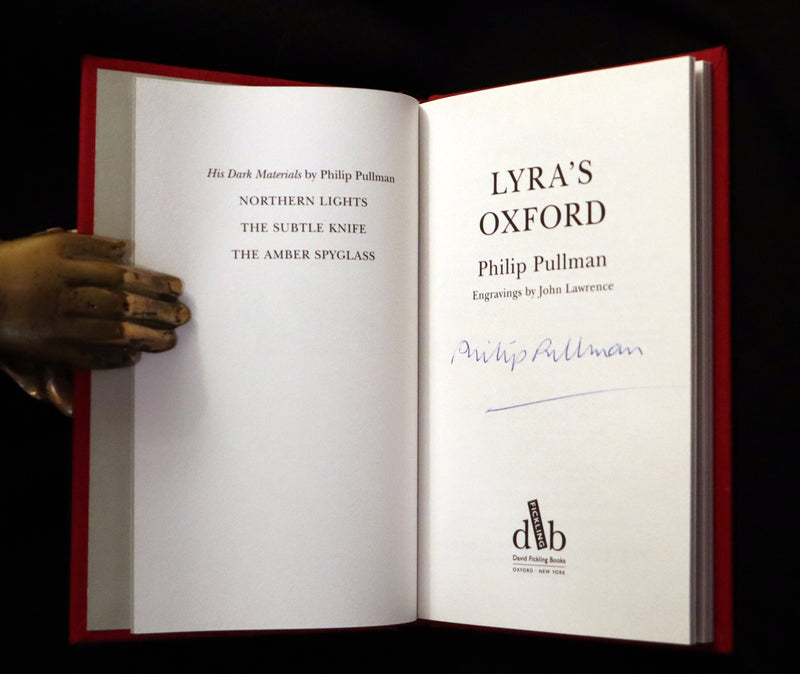 His Dark Materials by Philip Pullman
NORTHERN LIGHTS
THE SUBTLE KNIFE
THE AMBER SPYGLASS
LYRA'S
OXFORD
Philip Pullman
Engravings by John Lawrence
Philip Pullman
FICKLING
db
David Fickling Books
OXFORD · NEW YORK